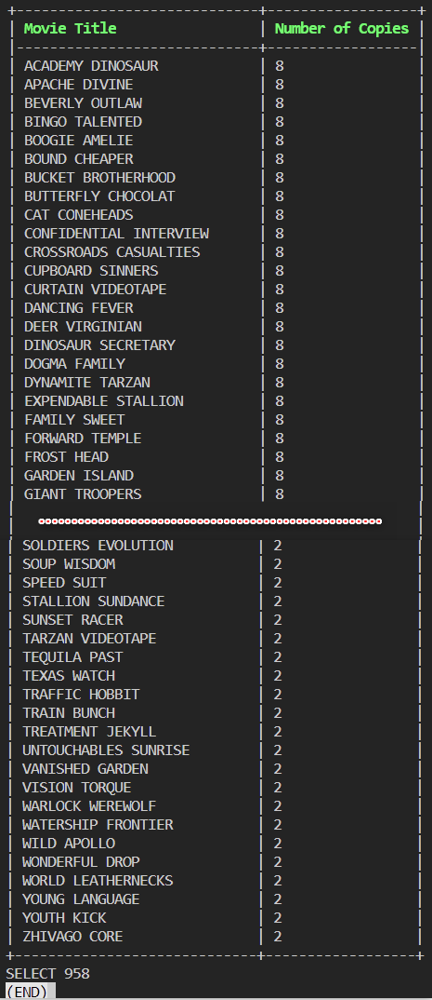 Movie Title | Number of Copies
ACADEMY DINOSAUR | 8
APACHE DIVINE | 8
BEVERLY OUTLAW | 8
BINGO TALENTED | 8
BOOGIE AMELIE | 8
BOUND CHEAPER | 8
BUCKET BROTHERHOOD | 8
BUTTERFLY CHOCOLAT | 8
CAT CONEHEADS | 8
CONFIDENTIAL INTERVIEW | 8
CROSSROADS CASUALTIES | 8
CUPBOARD SINNERS | 8
CURTAIN VIDEOTAPE | 8
DANCING FEVER | 8
DEER VIRGINIAN | 8
DINOSAUR SECRETARY | 8
DOGMA FAMILY | 8
DYNAMITE TARZAN | 8
EXPENDABLE STALLION | 8
FAMILY SWEET | 8
FORWARD TEMPLE | 8
FROST HEAD | 8
GARDEN ISLAND | 8
GIANT TROOPERS | 8
SOLDIERS EVOLUTION | 2
SOUP WISDOM | 2
SPEED SUIT | 2
STALLION SUNDANCE | 2
SUNSET RACER | 2
TARZAN VIDEOTAPE | 2
TEQUILA PAST | 2
TEXAS WATCH | 2
TRAFFIC HOBBIT | 2
TRAIN BUNCH | 2
TREATMENT JEKYLL | 2
UNTOUCHABLES SUNRISE | 2
VANISHED GARDEN | 2
VISION TORQUE | 2
WARLOCK WEREWOLF | 2
WATERSHIP FRONTIER | 2
WILD APOLLO | 2
WONDERFUL DROP | 2
WORLD LEATHERNECKS | 2
YOUNG LANGUAGE | 2
YOUTH KICK | 2
ZHIVAGO CORE | 2
SELECT 958
(END)